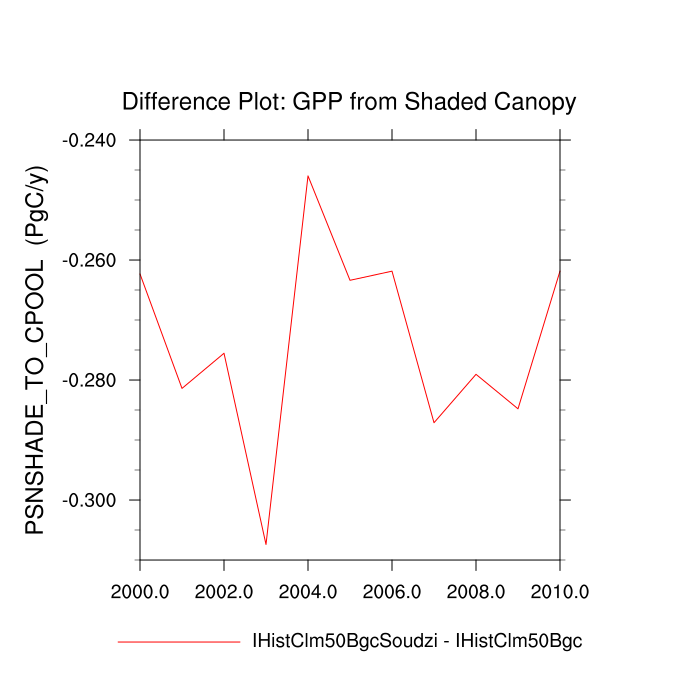 Difference Plot: GPP from Shaded Canopy
PSNSHADE_TO_CPOOL (PgC/y)
-0.240
-0.260
-0.280
-0.300
2000.0 2002.0 2004.0 2006.0 2008.0 2010.0
IHistClm50BgcSoudzi - IHistClm50Bgc